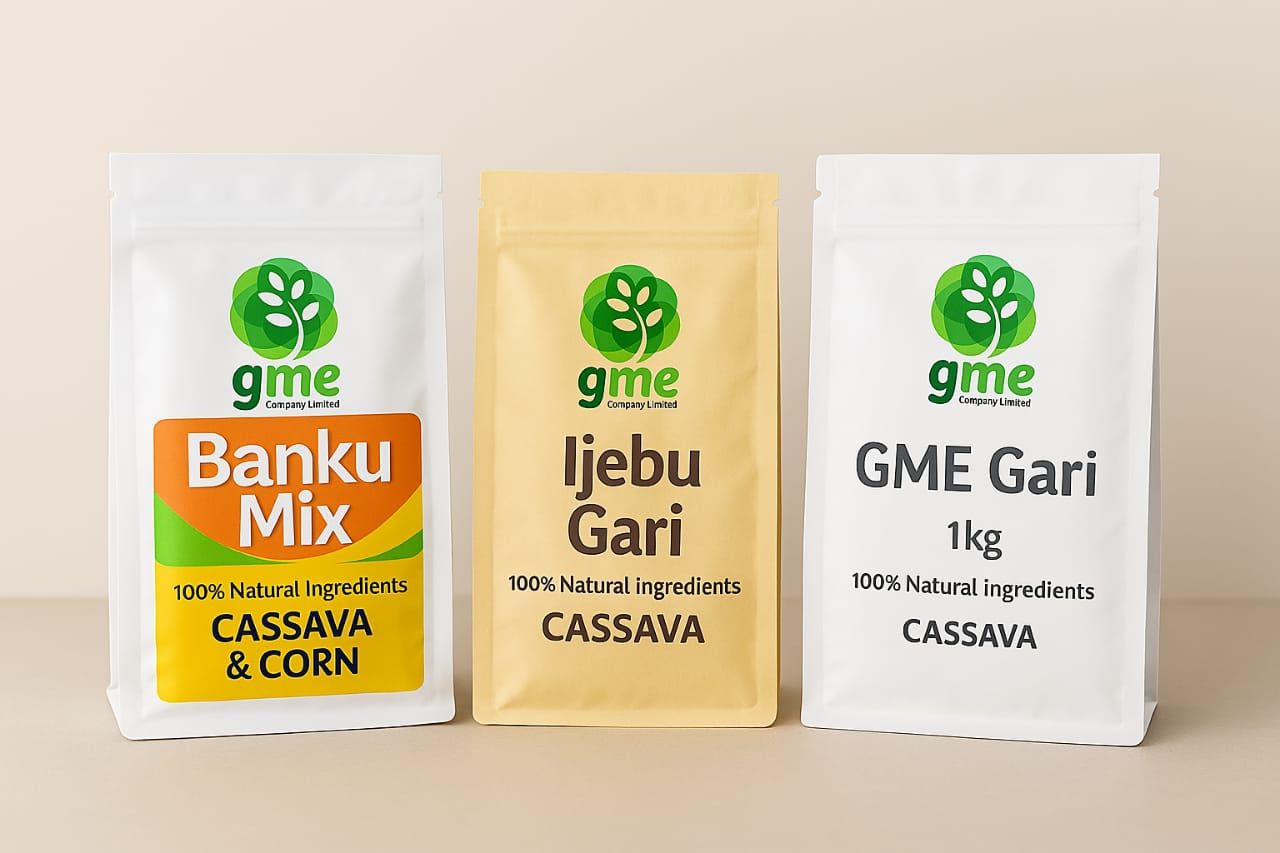 gme
Company Limited
Banku
Mix
100% Natural Ingredients
CASSAVA
& CORN
gme
Company Limited
Ijebu
Gari
100% Natural ingredients
CASSAVA
gme
Company Limited
GME Gari
1kg
100% Natural ingredients
CASSAVA